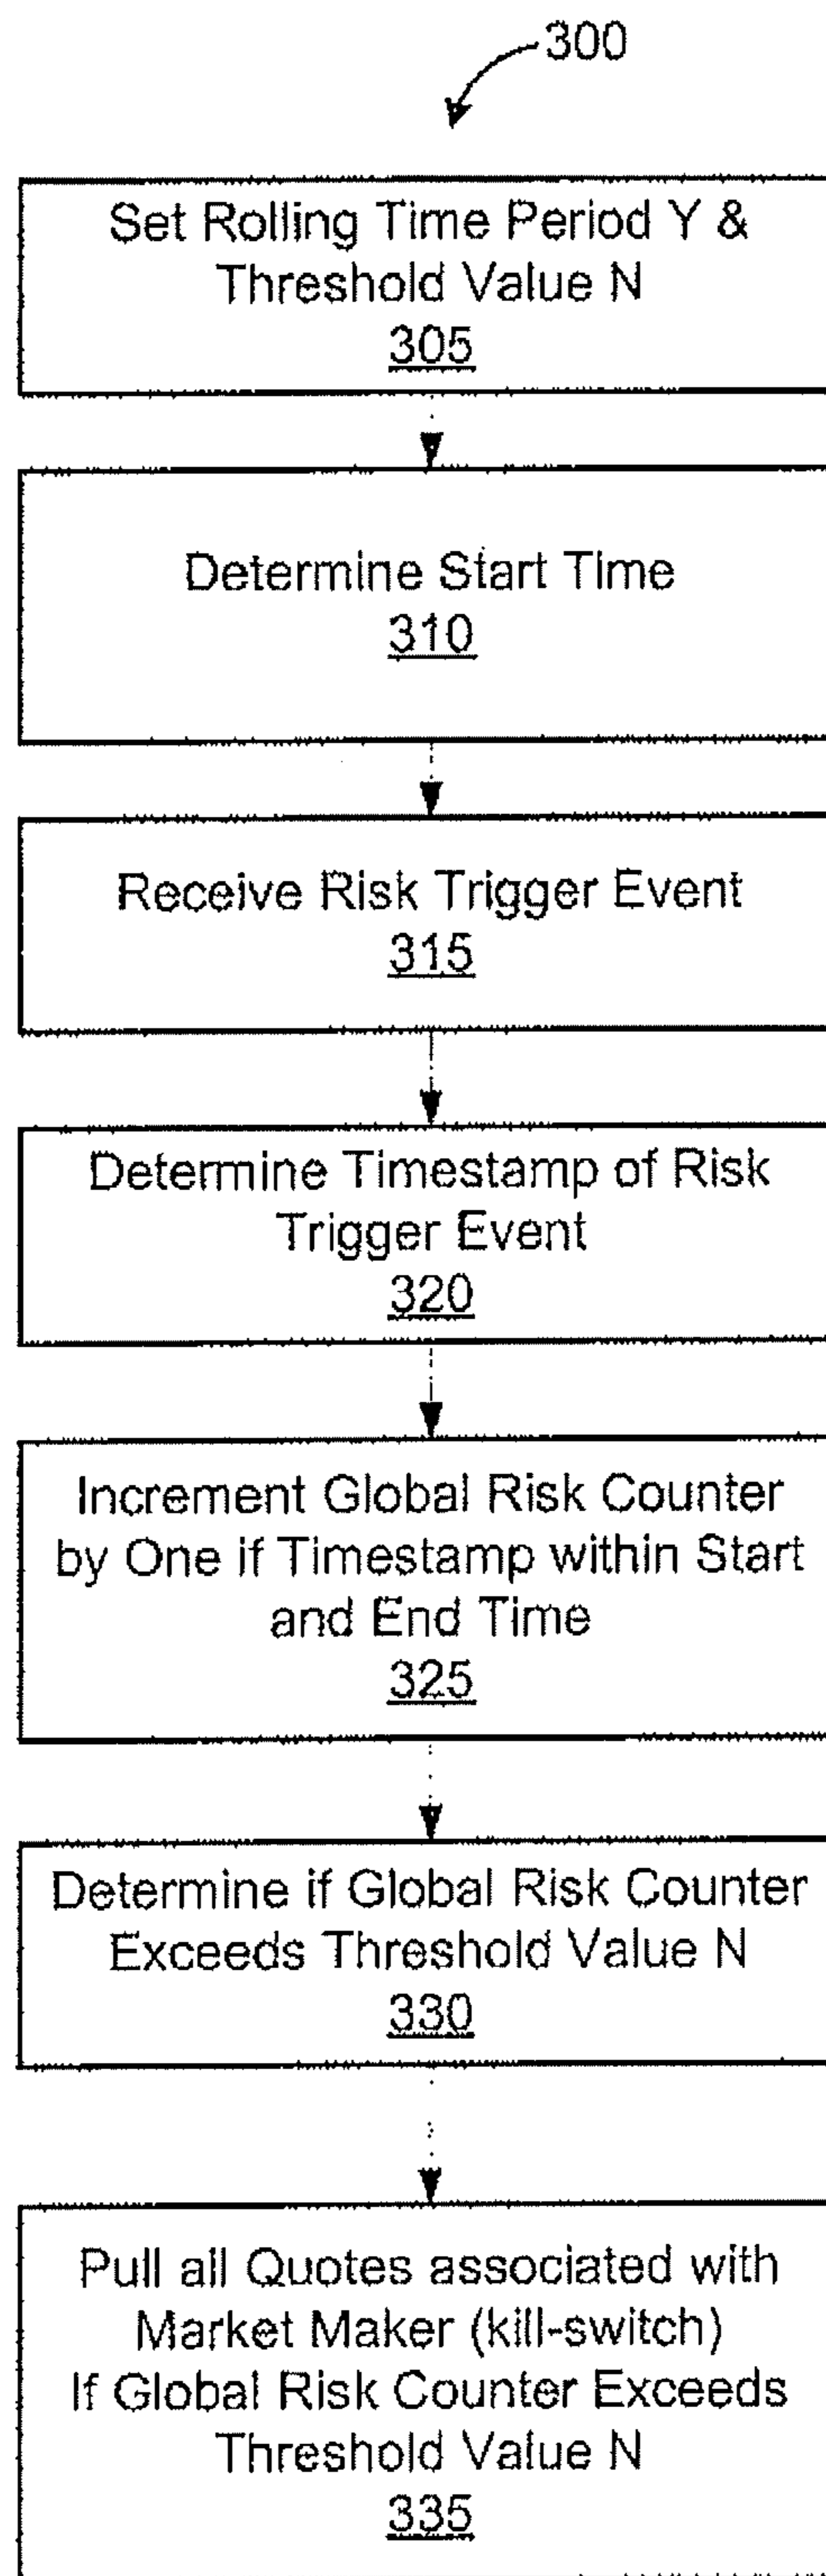 300
Set Rolling Time Period Y &
Threshold Value N
305
Determine Start Time
310
Receive Risk Trigger Event
315
Determine Timestamp of Risk
Trigger Event
320
Increment Global Risk Counter
by One if Timestamp within Start
and End Time
325
Determine if Global Risk Counter
Exceeds Threshold Value N
330
Pull all Quotes associated with
Market Maker (kill-switch)
If Global Risk Counter Exceeds
Threshold Value N
335